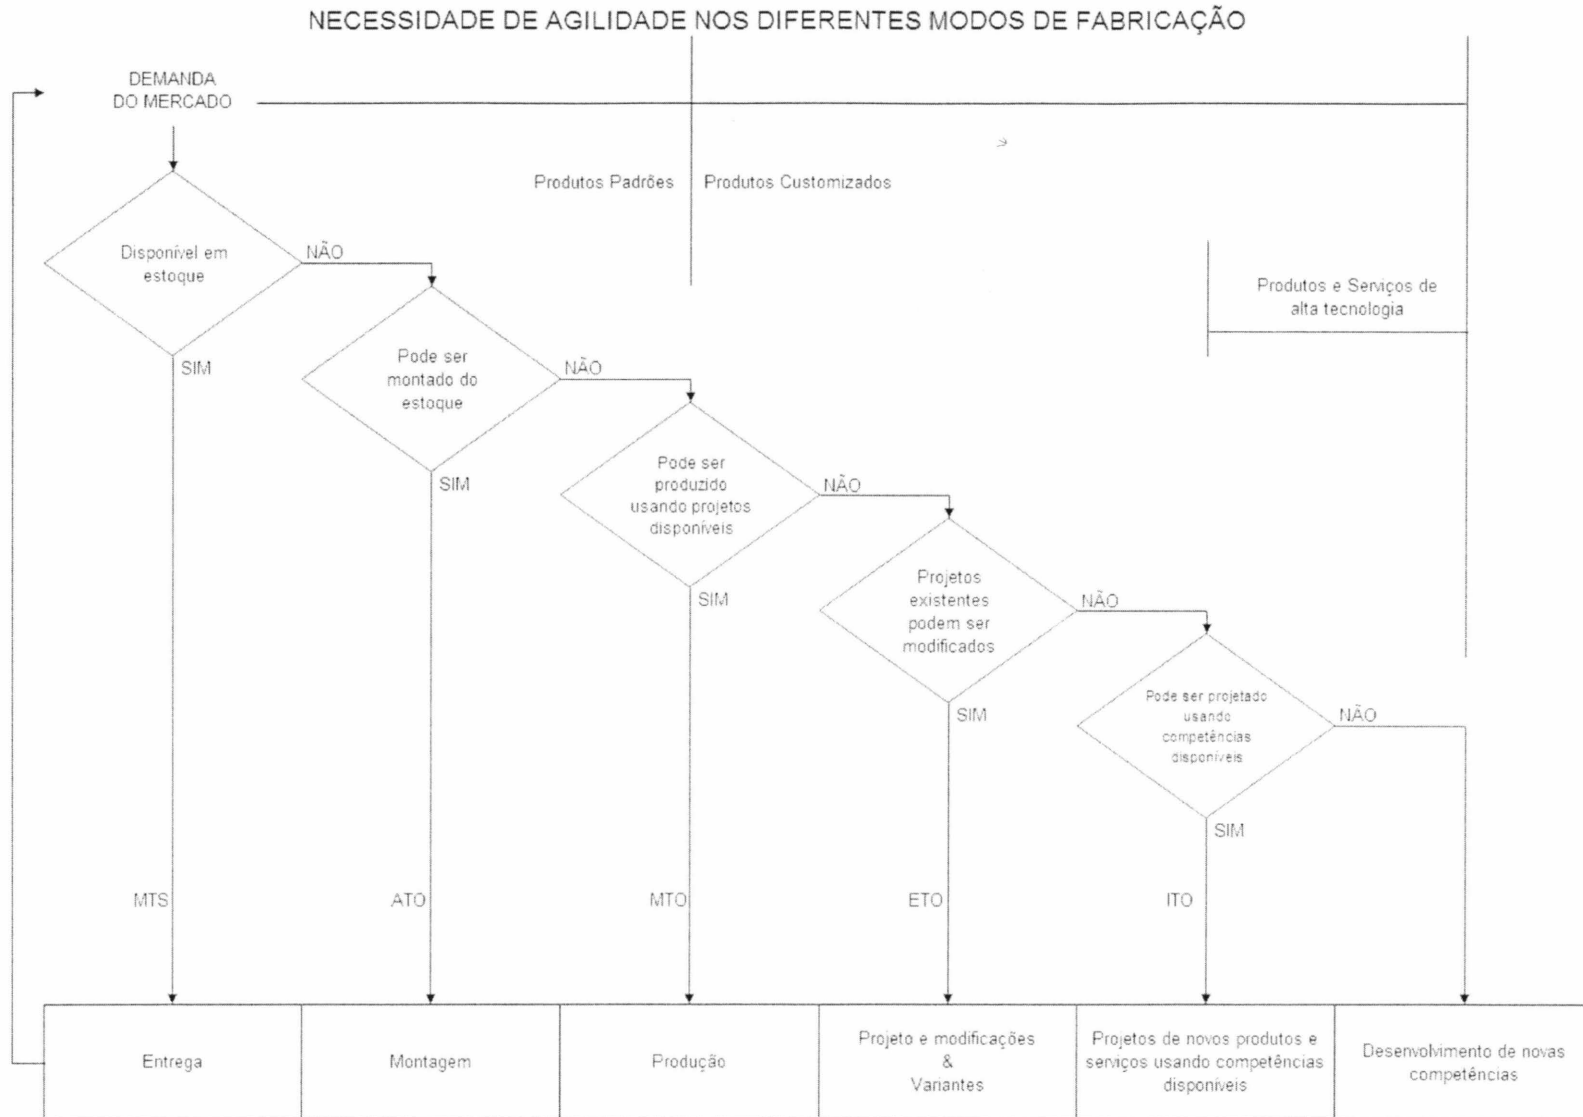 NECESSIDADE DE AGILIDADE NOS DIFERENTES MODOS DE FABRICAÇÃO
DEMANDA
DO MERCADO
Produtos Padrões
Produtos Customizados
Produtos e Serviços de
alta tecnologia
Disponível em
estoque
NÃO
SIM
Pode ser
montado do
estoque
NÃO
SIM
Pode ser
produzido
usando projetos
disponíveis
NÃO
SIM
Projetos
existentes
podem ser
modificados
NÃO
SIM
Pode ser projetado
usando
competências
disponíveis
NÃO
SIM
MTS
ATO
MTO
ETO
ITO
Entrega
Montagem
Produção
Projeto e modificações
&
Variantes
Projetos de novos produtos e
serviços usando competências
disponíveis
Desenvolvimento de novas
competências